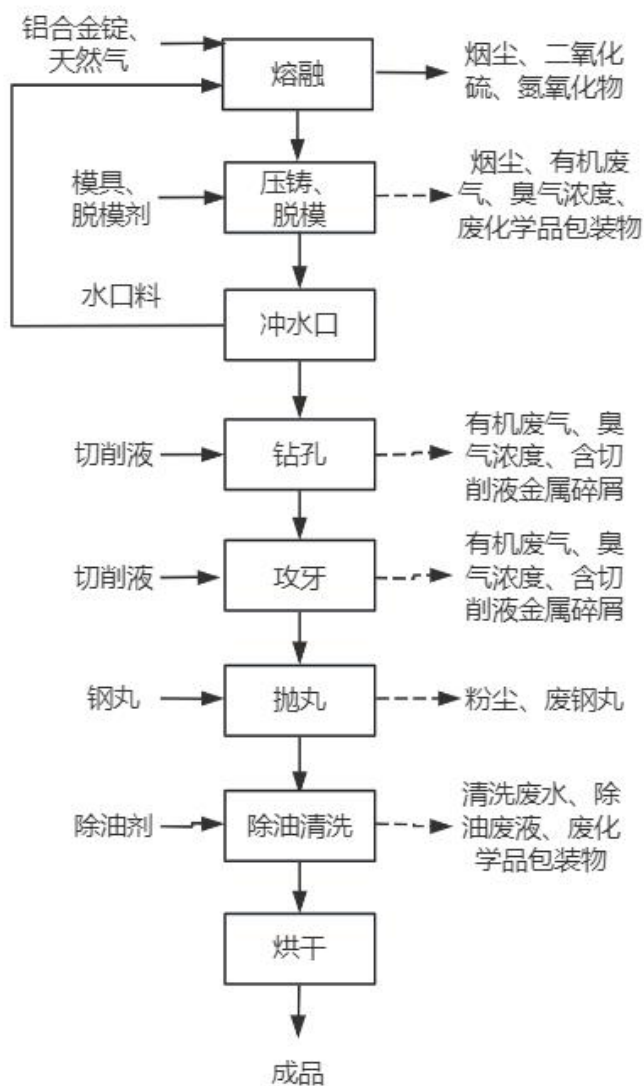 铝合金锭、
天然气
熔融
烟尘、二氧化
硫、氮氧化物
模具、
脱模剂
压铸、
脱模
烟尘、有机废
气、臭气浓度、
废化学品包装物
水口料
冲水口
切削液
钻孔
有机废气、臭
气浓度、含切
削液金属碎屑
切削液
攻牙
有机废气、臭
气浓度、含切
削液金属碎屑
钢丸
抛丸
粉尘、废钢丸
除油剂
除油清洗
清洗废水、除
油废液、废化
学品包装物
烘干
成品